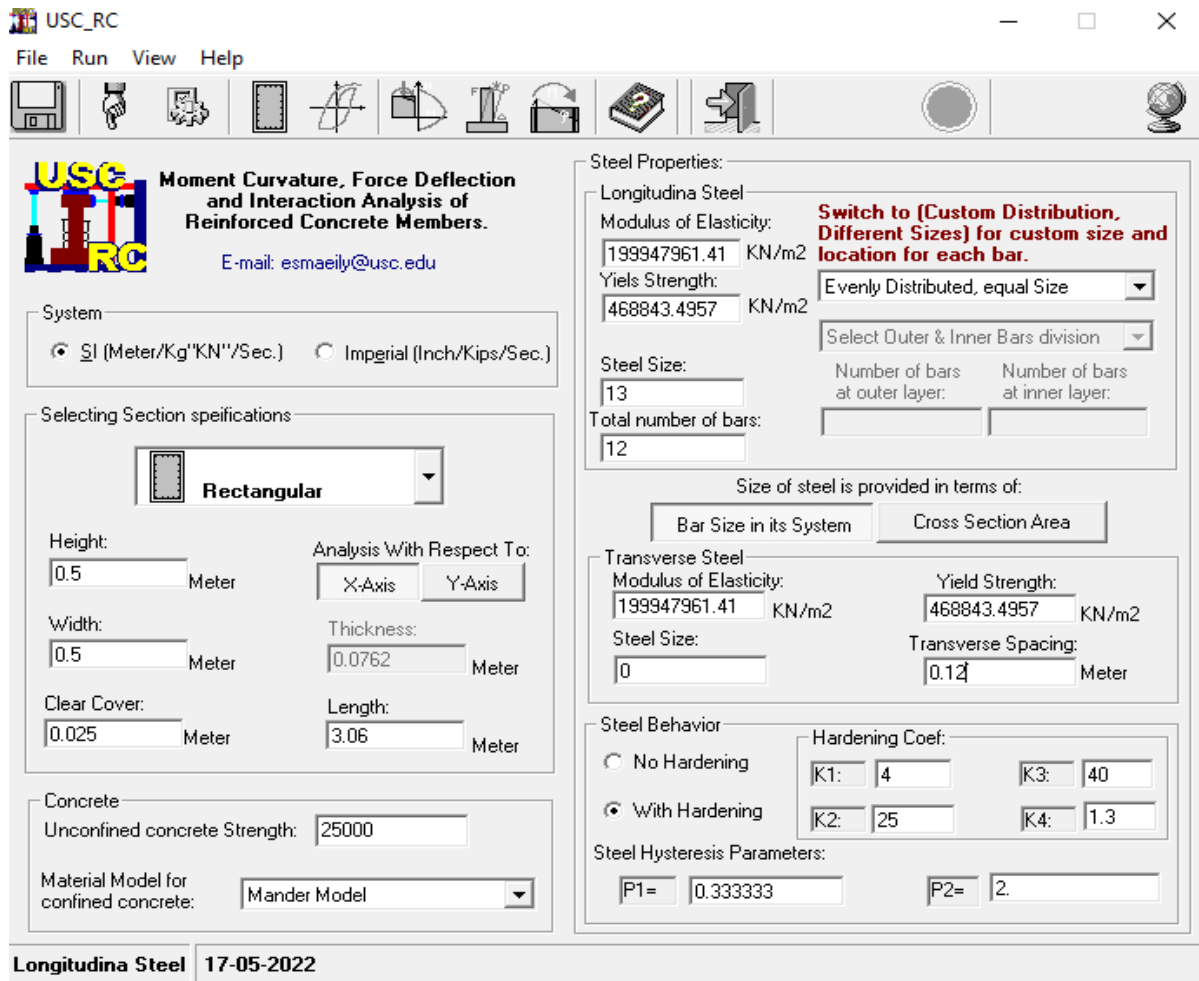 USC_RC
File Run View Help
USC
RC
Moment Curvature, Force Deflection
and Interaction Analysis of
Reinforced Concrete Members.
E-mail: esmaeily@usc.edu
System
SI (Meter/Kg"KN"/Sec.) Imperial (Inch/Kips/Sec.)
Selecting Section speifications
Rectangular
Height:
0.5 Meter
Analysis With Respect To:
X-Axis Y-Axis
Width:
0.5 Meter
Thickness:
0.0762 Meter
Clear Cover:
0.025 Meter
Length:
3.06 Meter
Concrete
Unconfined concrete Strength: 25000
Material Model for
confined concrete: Mander Model
Steel Properties:
Longitudina Steel
Modulus of Elasticity:
199947961.41 KN/m2
Yiels Strength:
468843.4957 KN/m2
Switch to (Custom Distribution,
Different Sizes) for custom size and
location for each bar.
Evenly Distributed, equal Size
Select Outer & Inner Bars division
Steel Size:
13
Number of bars
at outer layer:
Number of bars
at inner layer:
Total number of bars:
12
Size of steel is provided in terms of:
Bar Size in its System Cross Section Area
Transverse Steel
Modulus of Elasticity:
199947961.41 KN/m2
Yield Strength:
468843.4957 KN/m2
Steel Size:
0
Transverse Spacing:
0.12 Meter
Steel Behavior
No Hardening
With Hardening
Hardening Coef:
K1: 4 K3: 40
K2: 25 K4: 1.3
Steel Hysteresis Parameters:
P1= 0.333333 P2= 2.
Longitudina Steel 17-05-2022